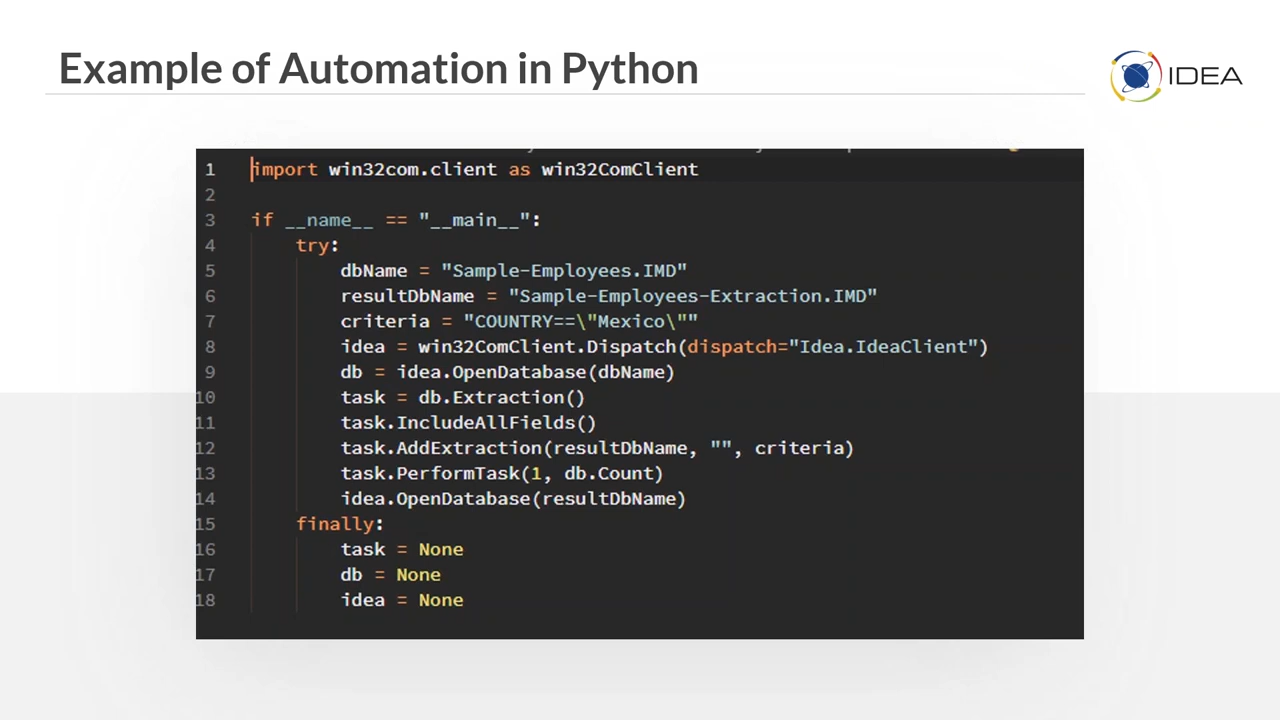 Example of Automation in Python
IDEA
1 import win32com.client as win32ComClient
2
3 if __name__ == "__main__":
4 try:
5 dbName = "Sample-Employees.IMD"
6 resultDbName = "Sample-Employees-Extraction.IMD"
7 criteria = "COUNTRY==\"Mexico\""
8 idea = win32ComClient.Dispatch(dispatch="Idea.IdeaClient")
9 db = idea.OpenDatabase(dbName)
10 task = db.Extraction()
11 task.IncludeAllFields()
12 task.AddExtraction(resultDbName, "", criteria)
13 task.PerformTask(1, db.Count)
14 idea.OpenDatabase(resultDbName)
15 finally:
16 task = None
17 db = None
18 idea = None